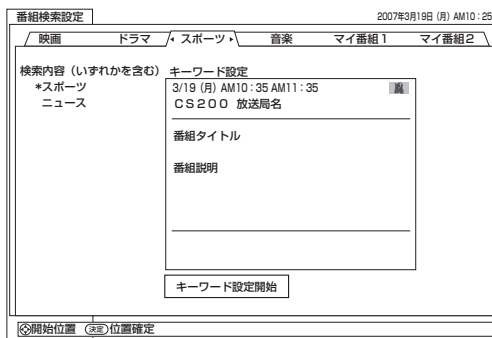 番組検索設定 2007年3月19日 (月) AM10:25
映画 ドラマ スポーツ 音楽 マイ番組1 マイ番組2
検索内容（いずれかを含む） キーワード設定
*スポーツ
ニュース
3/19 (月) AM10:35 AM11:35
CS200 放送局名
番組タイトル
番組説明
キーワード設定開始
開始位置 決定 位置確定